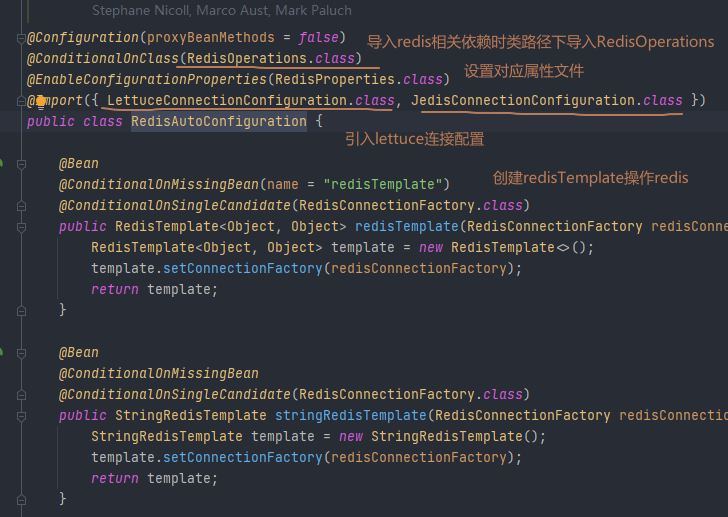 Stephane Nicoll, Marco Aust, Mark Paluch
@Configuration(proxyBeanMethods = false)
导入redis相关依赖时类路径下导入RedisOperations
@ConditionalOnClass(RedisOperations.class)
设置对应属性文件
@EnableConfigurationProperties(RedisProperties.class)
@Import({ LettuceConnectionConfiguration.class, JedisConnectionConfiguration.class })
public class RedisAutoConfiguration {
引入lettuce连接配置
@Bean
@ConditionalOnMissingBean(name = "redisTemplate")
创建redisTemplate操作redis
@ConditionalOnSingleCandidate(RedisConnectionFactory.class)
public RedisTemplate<Object, Object> redisTemplate(RedisConnectionFactory redisConne
RedisTemplate<Object, Object> template = new RedisTemplate<>();
template.setConnectionFactory(redisConnectionFactory);
return template;
}
@Bean
@ConditionalOnMissingBean
@ConditionalOnSingleCandidate(RedisConnectionFactory.class)
public StringRedisTemplate stringRedisTemplate(RedisConnectionFactory redisConnection
StringRedisTemplate template = new StringRedisTemplate();
template.setConnectionFactory(redisConnectionFactory);
return template;
}